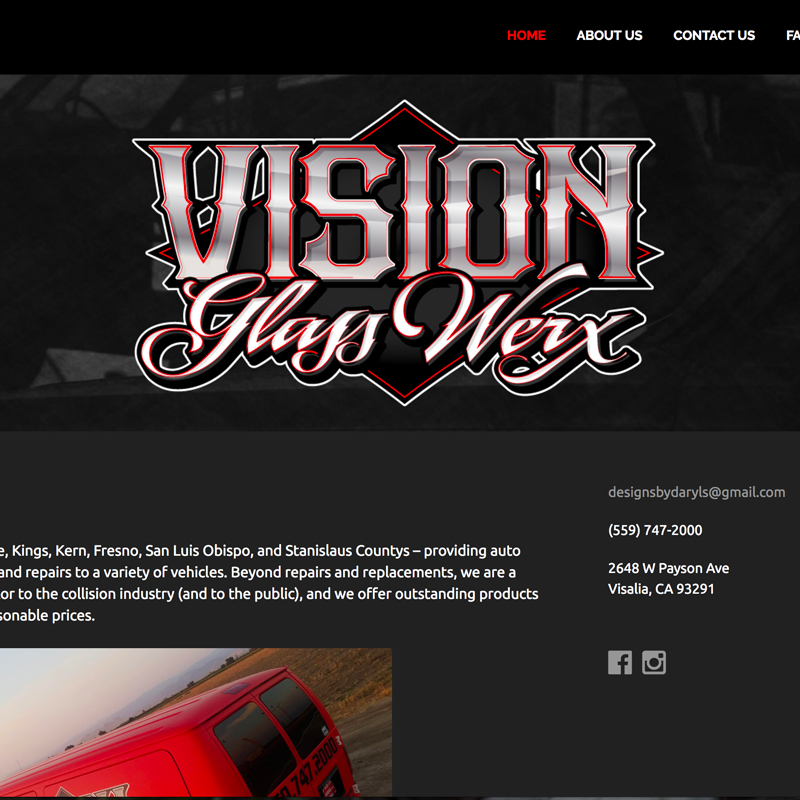 HOME ABOUT US CONTACT US
VISION
Glass Werx
designsbydaryls@gmail.com
(559) 747-2000
2648 W Payson Ave
Visalia, CA 93291
Kings, Kern, Fresno, San Luis Obispo, and Stanislaus Countys – providing auto
and repairs to a variety of vehicles. Beyond repairs and replacements, we are a
to the collision industry (and to the public), and we offer outstanding products
prices.
747.2000